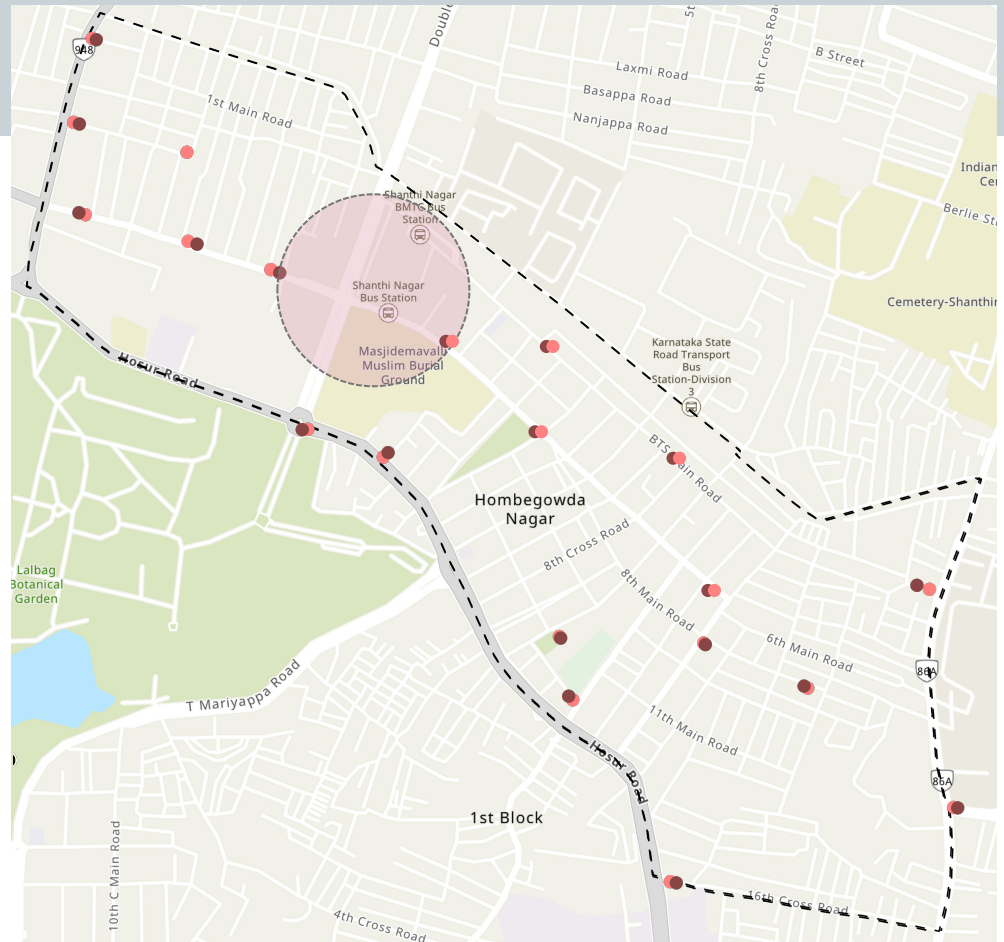 Double
5t
8th Cross Road
B Street
948
Laxmi Road
Basappa Road
1st Main Road
Nanjappa Road
Indian
Cer
Shanthi Nagar
BMTC Bus
Station
Berlie St
Shanthi Nagar
Bus Station
Cemetery-Shanthin
Karnataka State
Road Transport
Bus
Station-Division
3
Masjidemavali
Muslim Burial
Ground
Hosur Road
BTS Main Road
Hombegowda
Nagar
8th Cross Road
Lalbag
Botanical
Garden
8th Main Road
6th Main Road
86A
T Mariyappa Road
11th Main Road
Hosur Road
86A
1st Block
10th C Main Road
16th Cross Road
4th Cross Road